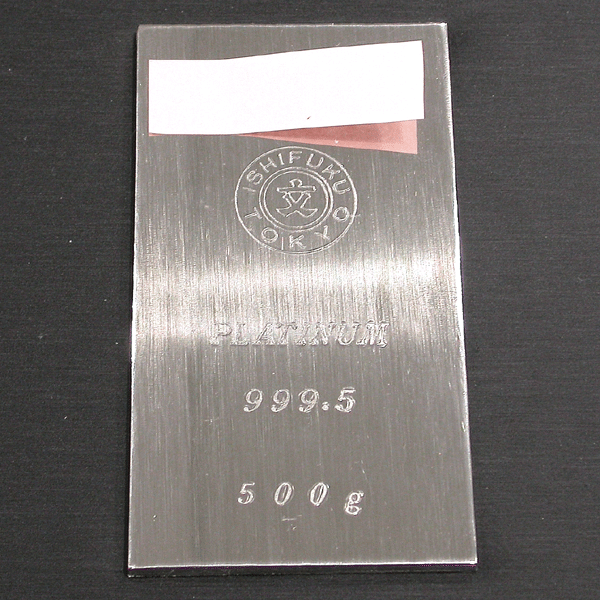 ISHIFUKU
文
TOKYO
PLATINUM
999.5
500g